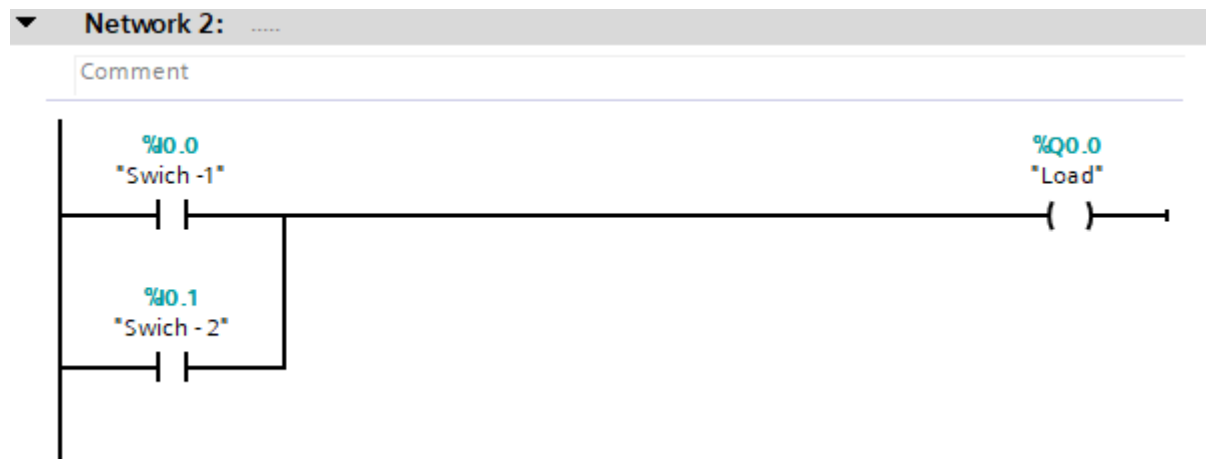 Network 2: .....
Comment
%I0.0
"Swich -1"
%Q0.0
"Load"
%I0.1
"Swich - 2"